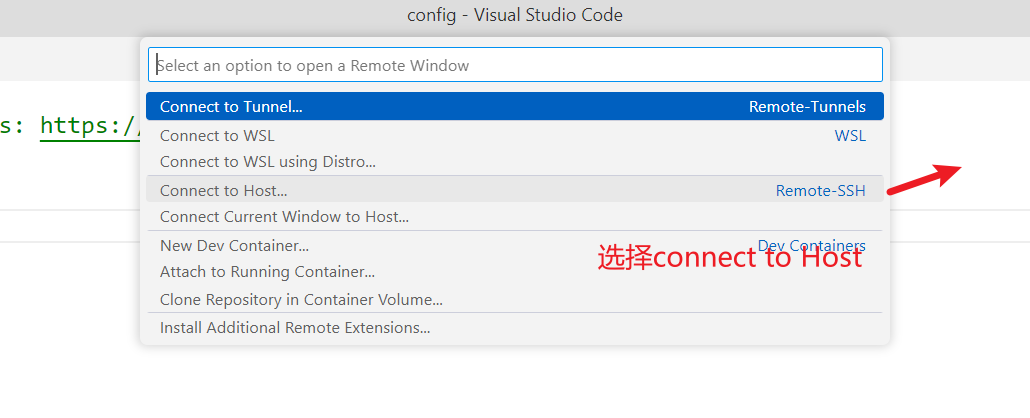 config - Visual Studio Code
Select an option to open a Remote Window
Connect to Tunnel... Remote-Tunnels
s: https:/
Connect to WSL WSL
Connect to WSL using Distro...
Connect to Host... Remote-SSH
Connect Current Window to Host...
New Dev Container... Dev Containers
选择connect to Host
Attach to Running Container...
Clone Repository in Container Volume...
Install Additional Remote Extensions...